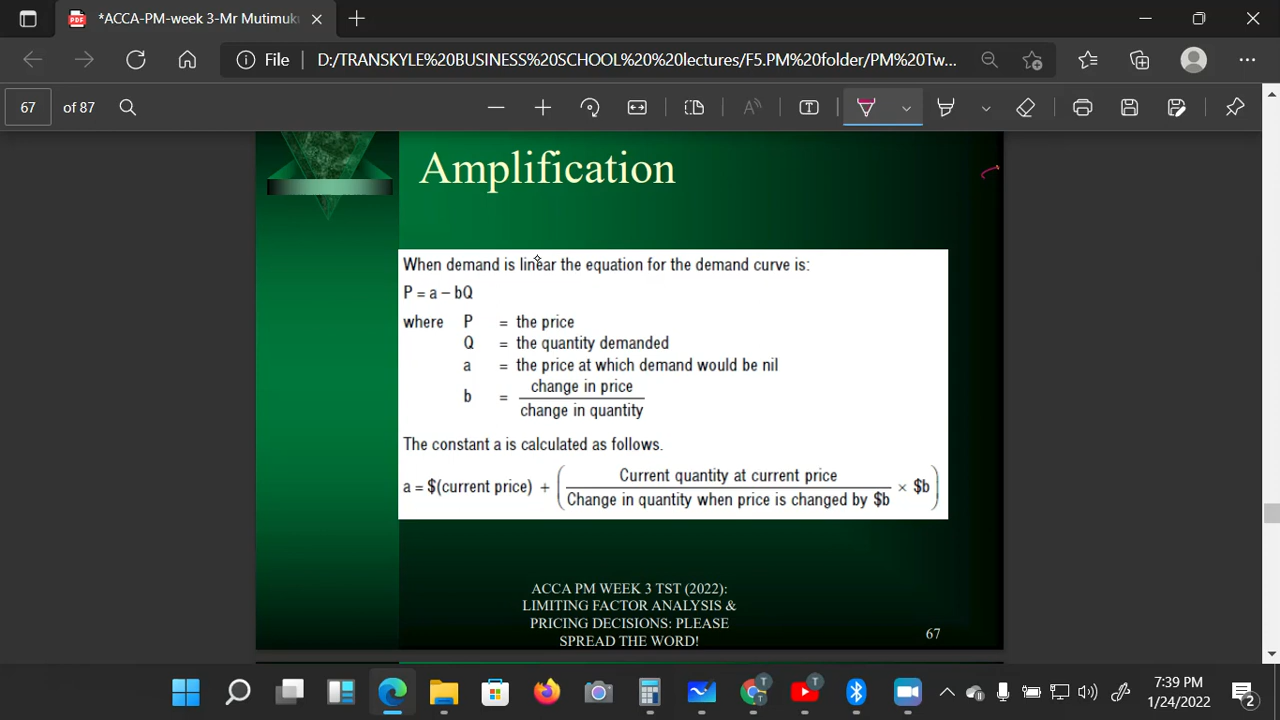 *ACCA-PM-week 3-Mr Mutimuku
File
D:/TRANSKYLE%20BUSINESS%20SCHOOL%20%20lectures/F5.PM%20folder/PM%20Tw...
67 of 87
Amplification
When demand is linear the equation for the demand curve is:
P = a – bQ
where P = the price
Q = the quantity demanded
a = the price at which demand would be nil
b = change in price
change in quantity
The constant a is calculated as follows.
a = $(current price) + ( Current quantity at current price
Change in quantity when price is changed by $b × $b )
ACCA PM WEEK 3 TST (2022):
LIMITING FACTOR ANALYSIS &
PRICING DECISIONS: PLEASE
SPREAD THE WORD!
67
7:39 PM
1/24/2022
2